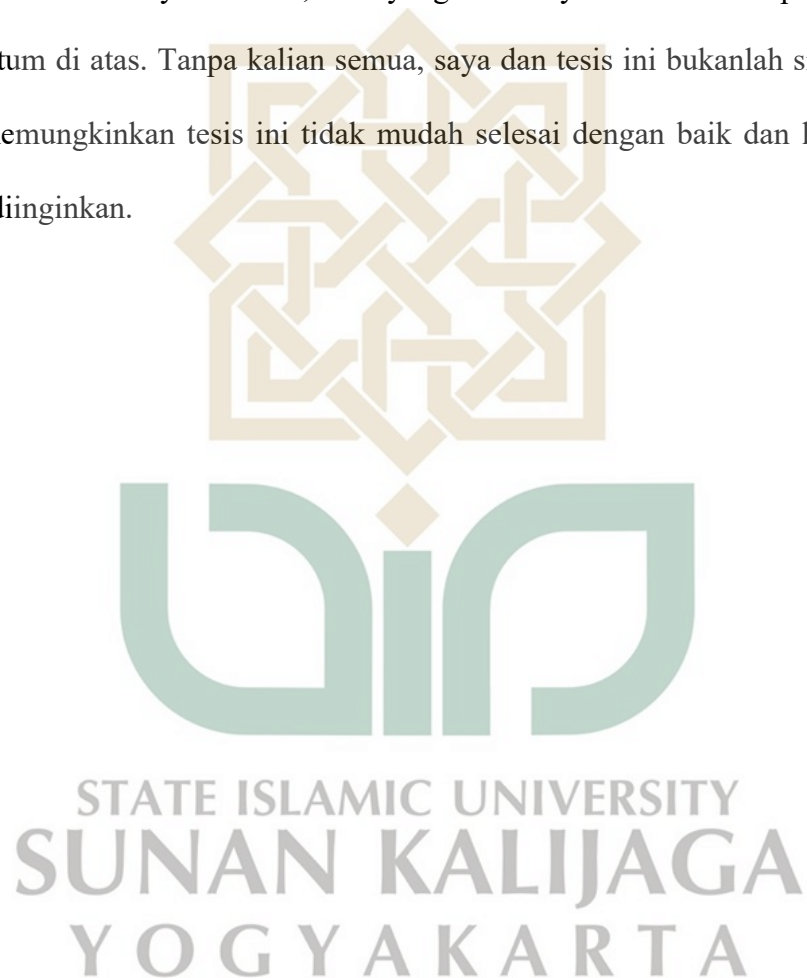 tum di atas. Tanpa kalian semua, saya dan tesis ini bukanlah
emungkinkan tesis ini tidak mudah selesai dengan baik dan
diinginkan.
STATE ISLAMIC UNIVERSITY
SUNAN KALIJAGA
YOGYAKARTA